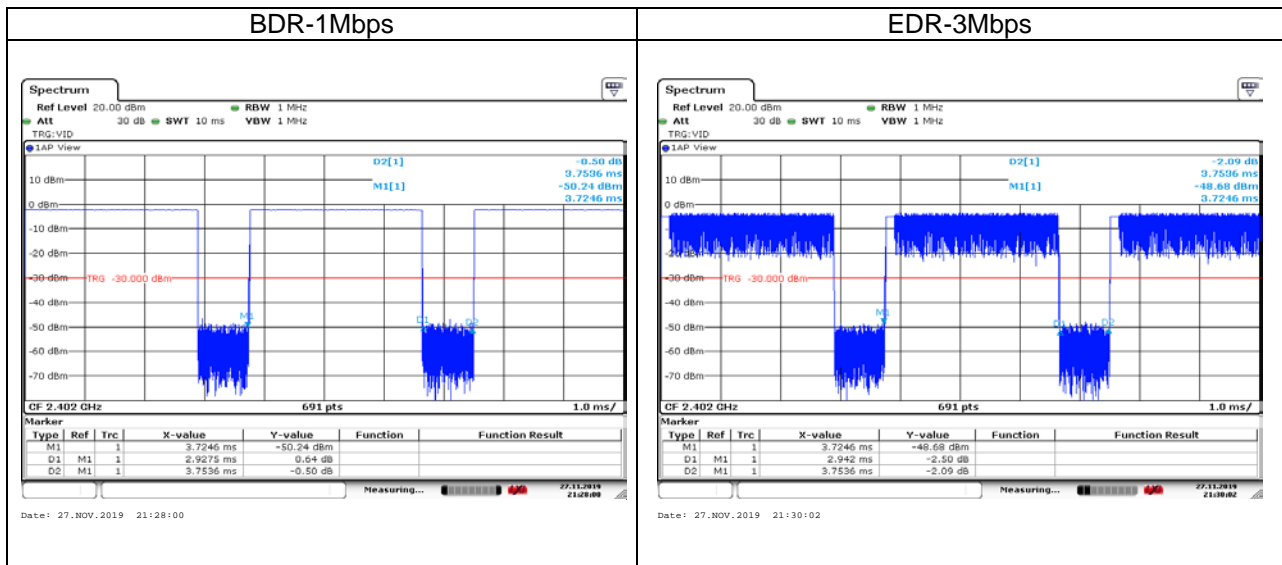 BDR-1Mbps
EDR-3Mbps
Spectrum
Ref Level 20.00 dBm RBW 1 MHz
Att 30 dB SWT 10 ms VBW 1 MHz
TRG:VID
1AP View
D2[1] -0.50 dB
3.7536 ms
M1[1] -50.24 dBm
3.7246 ms
10 dBm
0 dBm
-10 dBm
-20 dBm
-30 dBm TRG -30.000 dBm
-40 dBm
M1
D1 D2
-50 dBm
-60 dBm
-70 dBm
CF 2.402 GHz 691 pts 1.0 ms/
Marker
Type Ref Trc X-value Y-value Function Function Result
M1 1 3.7246 ms -50.24 dBm
D1 M1 1 2.9275 ms 0.64 dB
D2 M1 1 3.7536 ms -0.50 dB
Measuring... 27.11.2019
21:28:00
Date: 27.NOV.2019 21:28:00
Spectrum
Ref Level 20.00 dBm RBW 1 MHz
Att 30 dB SWT 10 ms VBW 1 MHz
TRG:VID
1AP View
D2[1] -2.09 dB
3.7536 ms
M1[1] -48.68 dBm
3.7246 ms
10 dBm
0 dBm
-20 dBm
-30 dBm TRG -30.000 dBm
-40 dBm
M1
D1 D2
-50 dBm
-60 dBm
-70 dBm
CF 2.402 GHz 691 pts 1.0 ms/
Marker
Type Ref Trc X-value Y-value Function Function Result
M1 1 3.7246 ms -48.68 dBm
D1 M1 1 2.942 ms -2.50 dB
D2 M1 1 3.7536 ms -2.09 dB
Measuring... 27.11.2019
21:30:02
Date: 27.NOV.2019 21:30:02